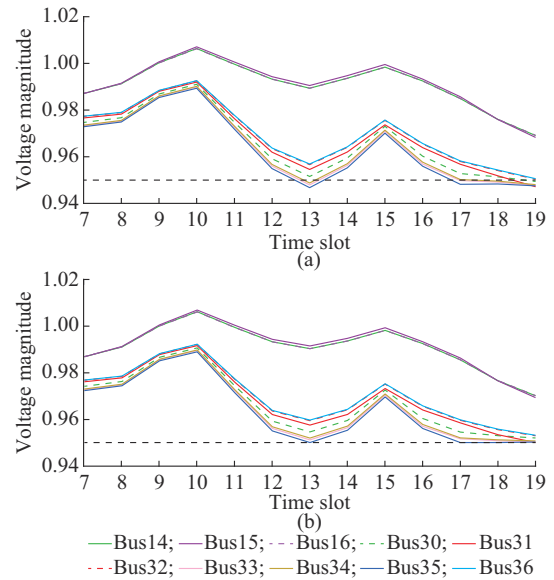 1.02
1.00
0.98
0.96
0.94
Voltage magnitude
7 8 9 10 11 12 13 14 15 16 17 18 19
Time slot
(a)
1.02
1.00
0.98
0.96
0.94
Voltage magnitude
7 8 9 10 11 12 13 14 15 16 17 18 19
Time slot
(b)
Bus14; Bus15; Bus16; Bus30; Bus31
Bus32; Bus33; Bus34; Bus35; Bus36